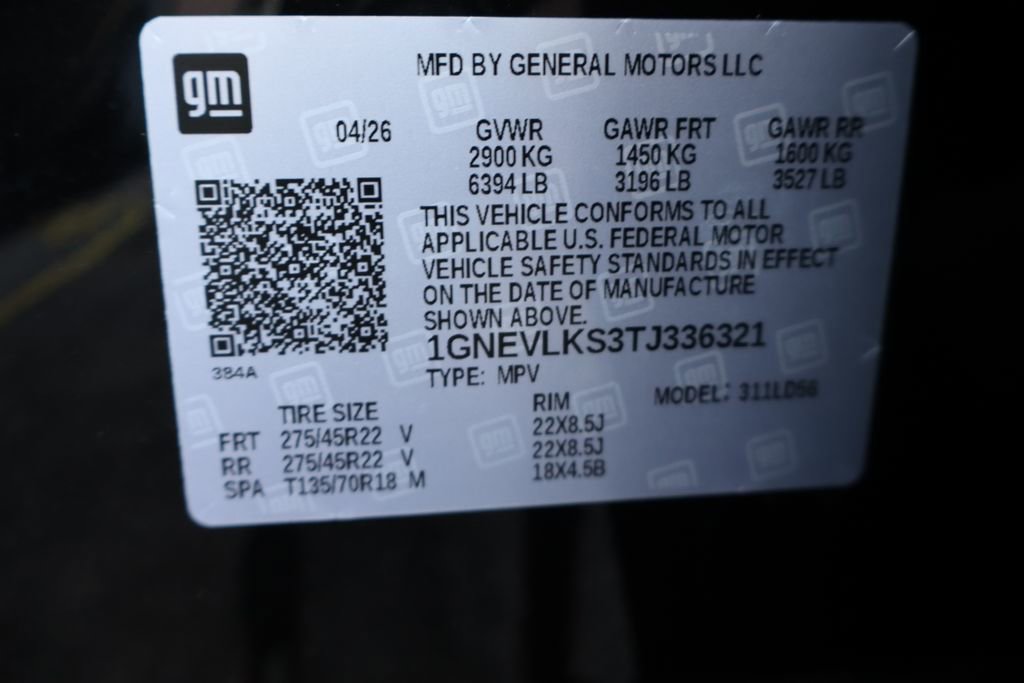 gm
MFD BY GENERAL MOTORS LLC
04/26 GVWR GAWR FRT GAWR RR
2900 KG 1450 KG 1600 KG
6394 LB 3196 LB 3527 LB
THIS VEHICLE CONFORMS TO ALL
APPLICABLE U.S. FEDERAL MOTOR
VEHICLE SAFETY STANDARDS IN EFFECT
ON THE DATE OF MANUFACTURE
SHOWN ABOVE.
1GNEVLKS3TJ336321
384A
TYPE: MPV
MODEL: 311LD56
TIRE SIZE RIM
FRT 275/45R22 V 22X8.5J
RR 275/45R22 V 22X8.5J
SPA T135/70R18 M 18X4.5B